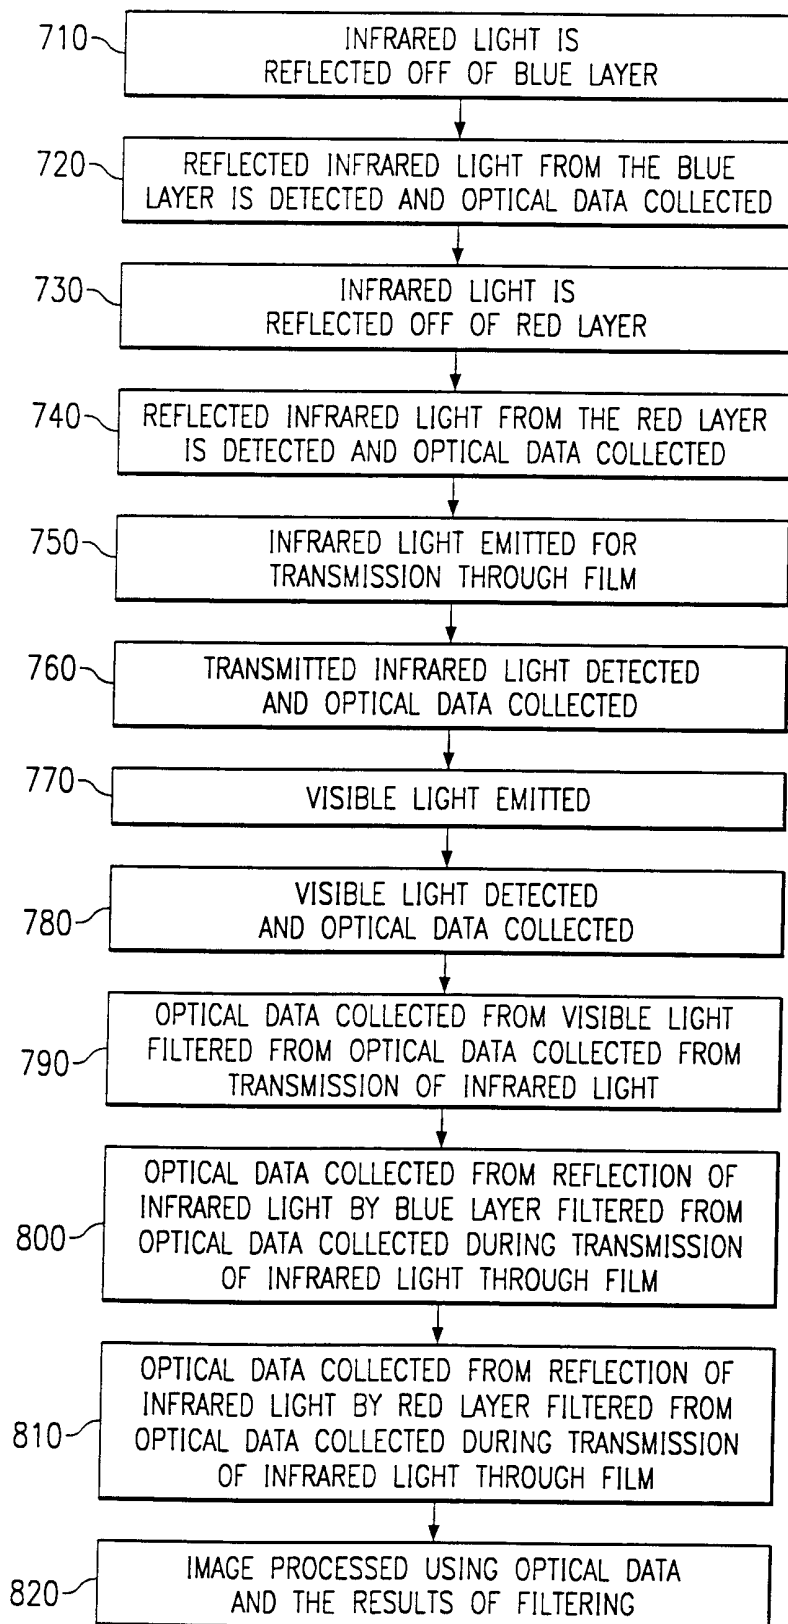 710
INFRARED LIGHT IS
REFLECTED OFF OF BLUE LAYER
720
REFLECTED INFRARED LIGHT FROM THE BLUE
LAYER IS DETECTED AND OPTICAL DATA COLLECTED
730
INFRARED LIGHT IS
REFLECTED OFF OF RED LAYER
740
REFLECTED INFRARED LIGHT FROM THE RED LAYER
IS DETECTED AND OPTICAL DATA COLLECTED
750
INFRARED LIGHT EMITTED FOR
TRANSMISSION THROUGH FILM
760
TRANSMITTED INFRARED LIGHT DETECTED
AND OPTICAL DATA COLLECTED
770
VISIBLE LIGHT EMITTED
780
VISIBLE LIGHT DETECTED
AND OPTICAL DATA COLLECTED
790
OPTICAL DATA COLLECTED FROM VISIBLE LIGHT
FILTERED FROM OPTICAL DATA COLLECTED FROM
TRANSMISSION OF INFRARED LIGHT
800
OPTICAL DATA COLLECTED FROM REFLECTION OF
INFRARED LIGHT BY BLUE LAYER FILTERED FROM
OPTICAL DATA COLLECTED DURING TRANSMISSION
OF INFRARED LIGHT THROUGH FILM
810
OPTICAL DATA COLLECTED FROM REFLECTION OF
INFRARED LIGHT BY RED LAYER FILTERED FROM
OPTICAL DATA COLLECTED DURING TRANSMISSION
OF INFRARED LIGHT THROUGH FILM
820
IMAGE PROCESSED USING OPTICAL DATA
AND THE RESULTS OF FILTERING